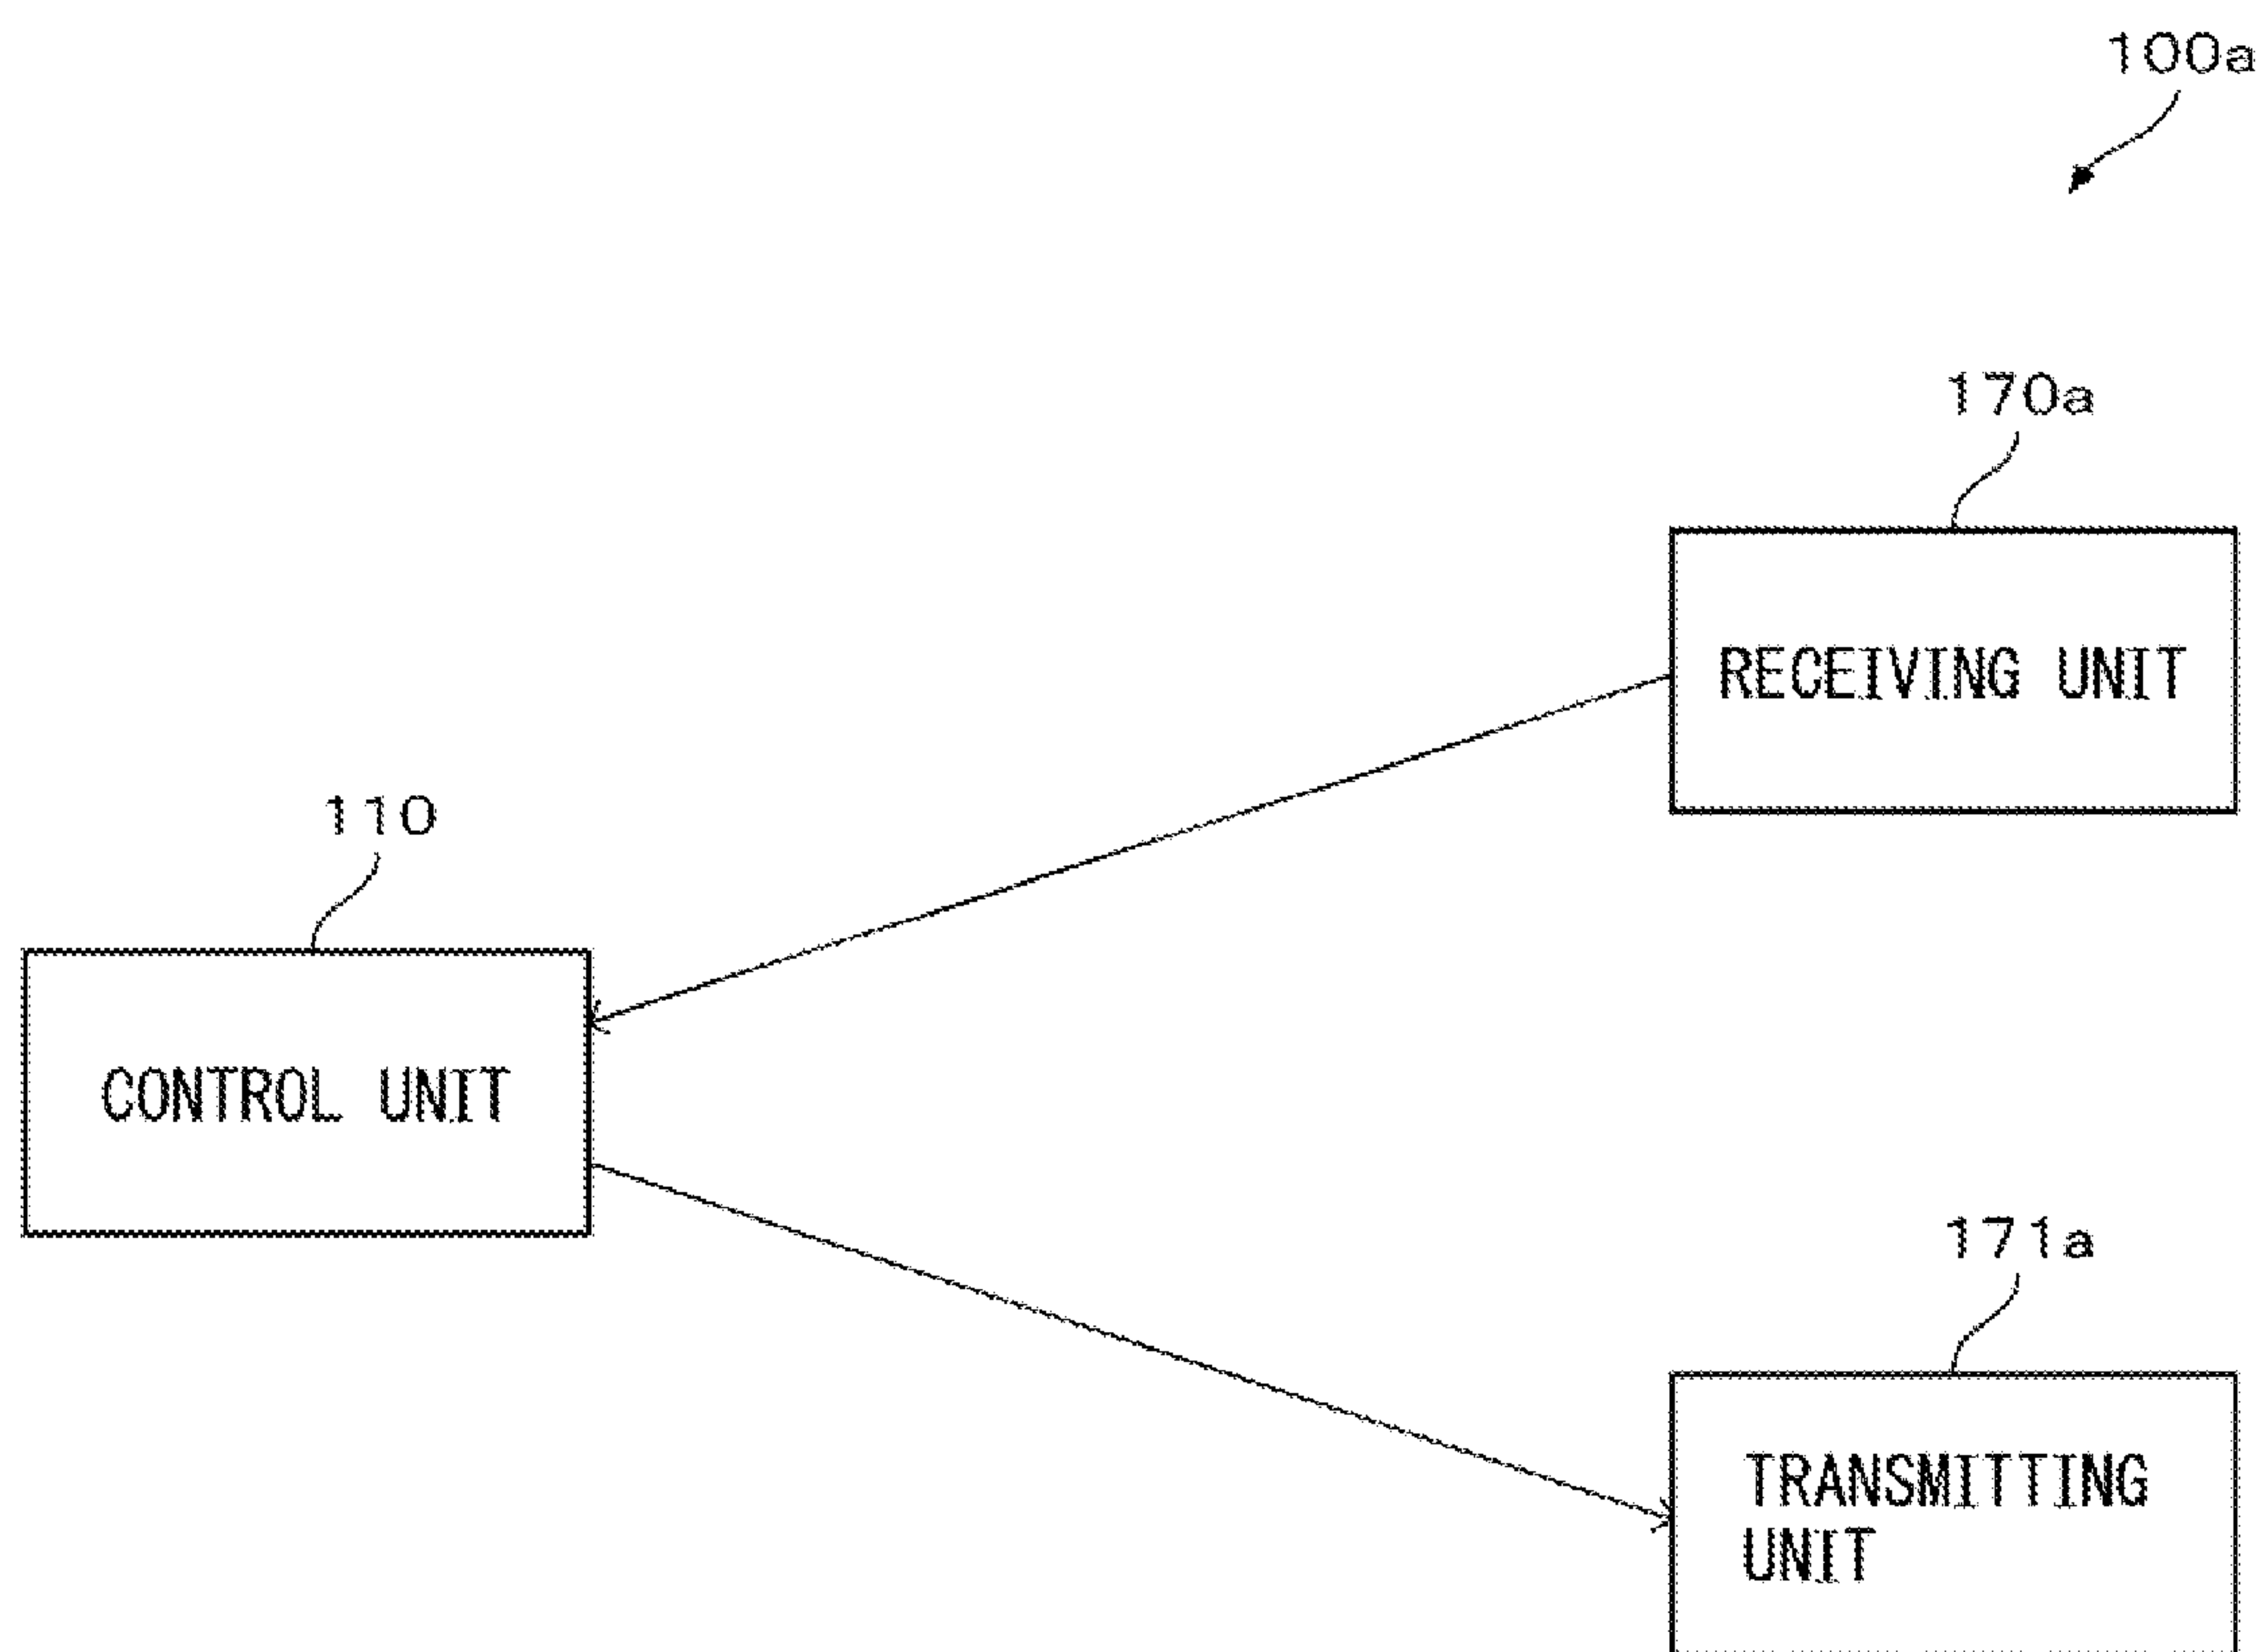 100a
170a
RECEIVING UNIT
110
CONTROL UNIT
171a
TRANSMITTING
UNIT